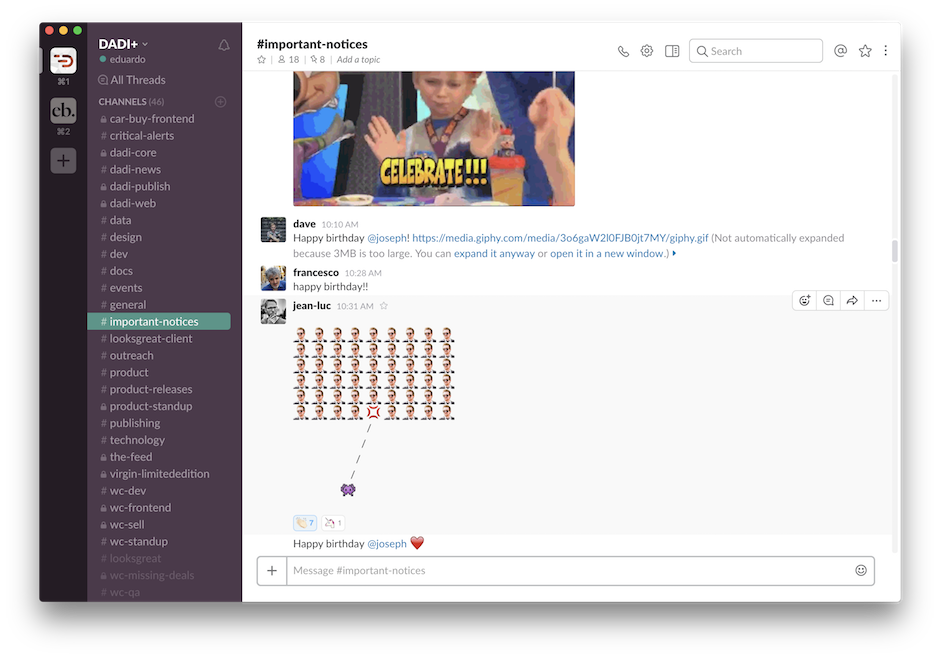 DADI+
eduardo
All Threads
CHANNELS (46)
car-buy-frontend
# critical-alerts
dadi-core
# dadi-news
dadi-publish
dadi-web
# data
# design
# dev
# docs
# events
# general
# important-notices
# looksgreat-client
# outreach
# product
# product-releases
product-standup
# publishing
# technology
the-feed
virgin-limitededition
# wc-dev
wc-frontend
wc-sell
wc-standup
# looksgreat
wc-missing-deals
# wc-qa
cb.
⌘1
⌘2
#important-notices
18 | 8 | Add a topic
Search
CELEBRATE!!!
dave 10:10 AM
Happy birthday @joseph! https://media.giphy.com/media/3o6gaW2l0FJB0jt7MY/giphy.gif (Not automatically expanded
because 3MB is too large. You can expand it anyway or open it in a new window.)
francesco 10:28 AM
happy birthday!!
jean-luc 10:31 AM
7
1
Happy birthday @joseph
Message #important-notices